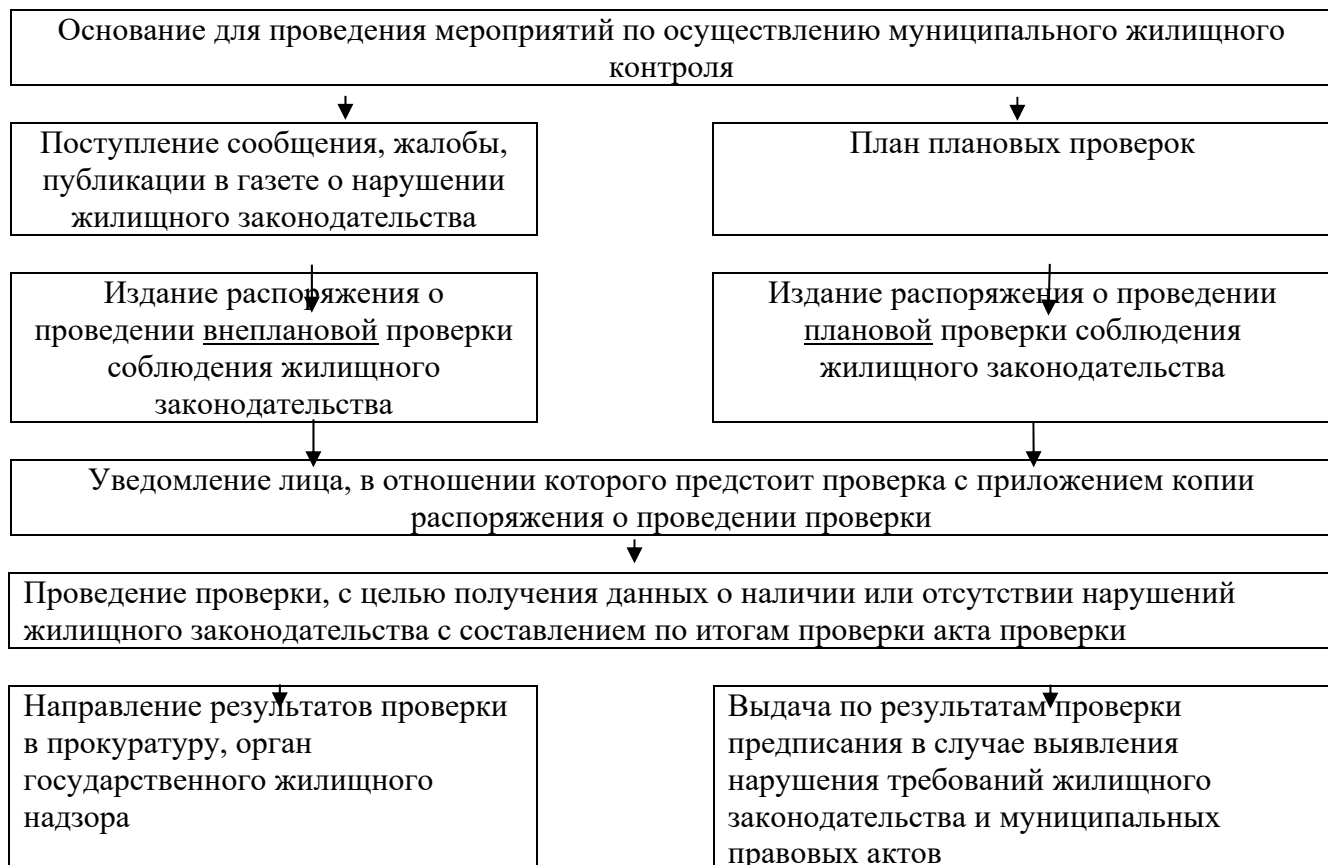 Основание для проведения мероприятий по осуществлению муниципального жилищного
контроля
Поступление сообщения, жалобы,
публикации в газете о нарушении
жилищного законодательства
План плановых проверок
Издание распоряжения о
проведении внеплановой проверки
соблюдения жилищного
законодательства
Издание распоряжения о проведении
плановой проверки соблюдения
жилищного законодательства
Уведомление лица, в отношении которого предстоит проверка с приложением копии
распоряжения о проведении проверки
Проведение проверки, с целью получения данных о наличии или отсутствии нарушений
жилищного законодательства с составлением по итогам проверки акта проверки
Направление результатов проверки
в прокуратуру, орган
государственного жилищного
надзора
Выдача по результатам проверки
предписания в случае выявления
нарушения требований жилищного
законодательства и муниципальных
правовых актов